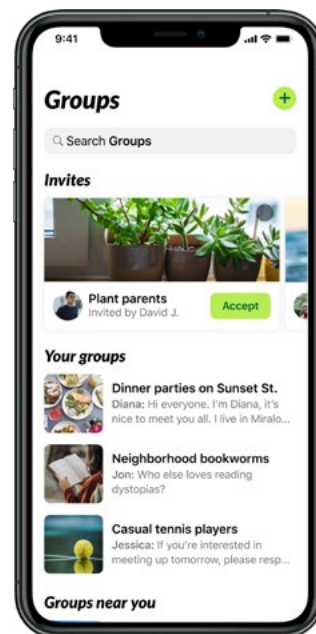 9:41
Groups
Search Groups
Invites
Plant parents
Invited by David J.
Accept
Your groups
Dinner parties on Sunset St.
Diana: Hi everyone. I'm Diana, it's
nice to meet you all. I live in Miralo...
Neighborhood bookworms
Jon: Who else loves reading
dystopias?
Casual tennis players
Jessica: If you're interested in
meeting up tomorrow, please resp...
Groups near you